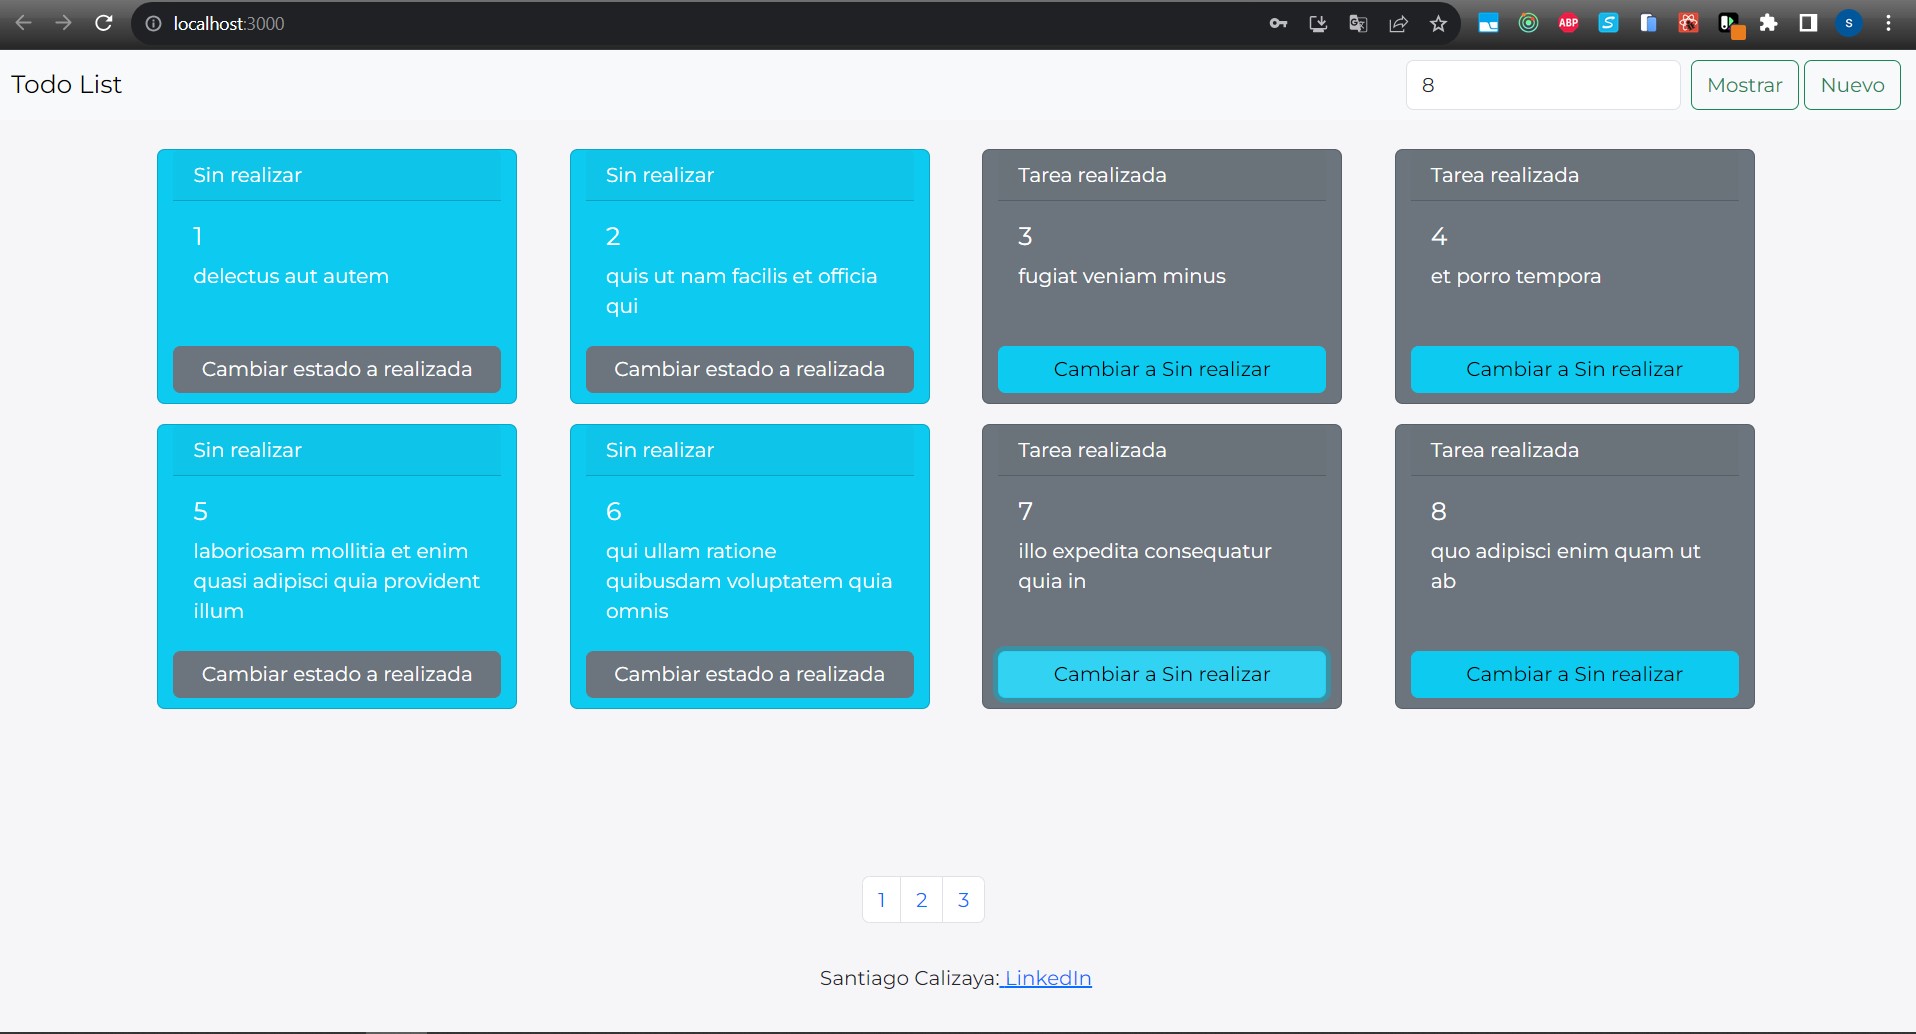 localhost:3000
ABP
S
S
Todo List
8
Mostrar
Nuevo
Sin realizar
1
delectus aut autem
Cambiar estado a realizada
Sin realizar
2
quis ut nam facilis et officia
qui
Cambiar estado a realizada
Tarea realizada
3
fugiat veniam minus
Cambiar a Sin realizar
Tarea realizada
4
et porro tempora
Cambiar a Sin realizar
Sin realizar
5
laboriosam mollitia et enim
quasi adipisci quia provident
illum
Cambiar estado a realizada
Sin realizar
6
qui ullam ratione
quibusdam voluptatem quia
omnis
Cambiar estado a realizada
Tarea realizada
7
illo expedita consequatur
quia in
Cambiar a Sin realizar
Tarea realizada
8
quo adipisci enim quam ut
ab
Cambiar a Sin realizar
1 2 3
Santiago Calizaya: LinkedIn